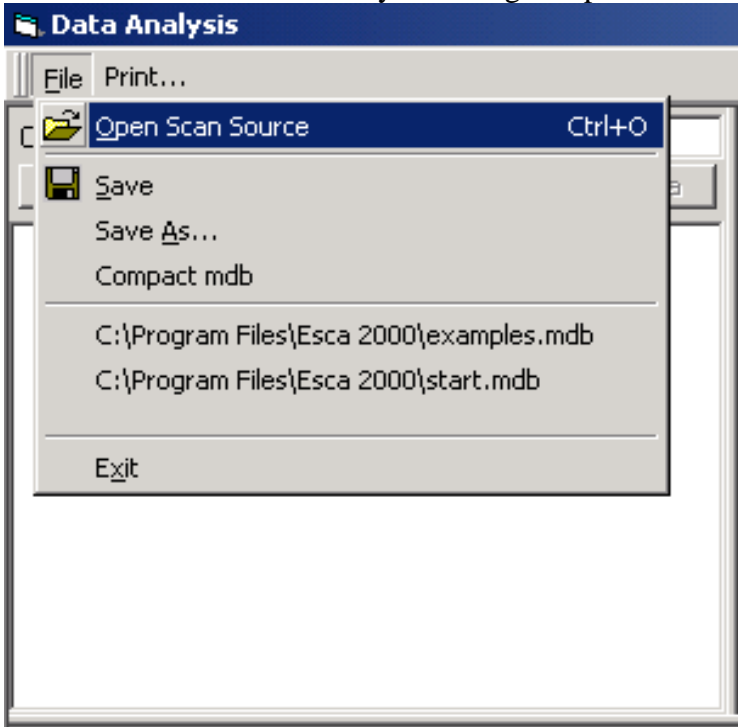 Data Analysis
File Print...
Open Scan Source Ctrl+O
Save
Save As...
Compact mdb
C:\Program Files\Esca 2000\examples.mdb
C:\Program Files\Esca 2000\start.mdb
Exit